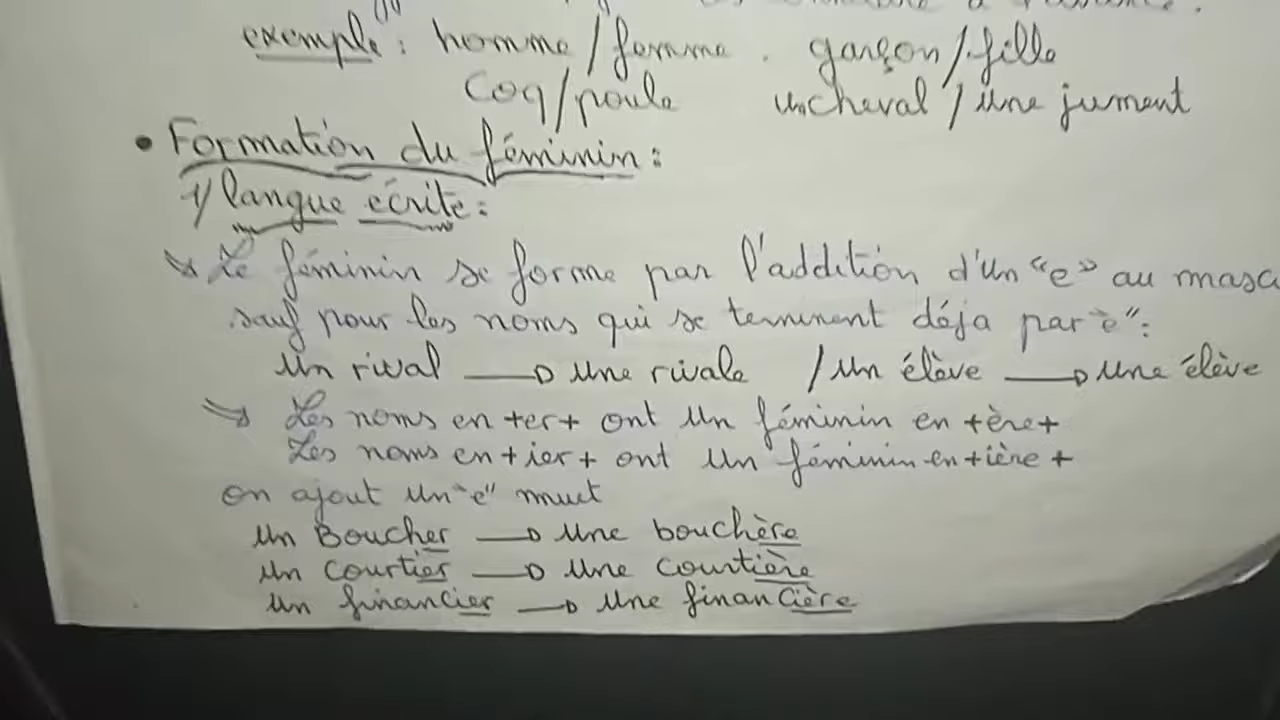 exemple : homme / femme . garçon / fille
Coq / poule un cheval / une jument
• Formation du féminin :
1/ langue écrite :
Le féminin se forme par l'addition d'un "e" au masc
sauf pour les noms qui se terminent déja par "e" :
un rival → une rivale / un élève → une élève
Les noms en +er+ ont un féminin en +ère+
Les noms en +ier+ ont un féminin en +ière+
on ajout un "e" muet
un Boucher → une bouchère
un courtier → une courtière
un financier → une financière